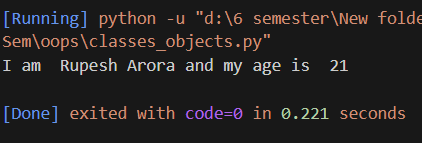 [Running] python -u "d:\6 semester\New folde
Sem\oops\classes_objects.py"
I am  Rupesh Arora and my age is  21
[Done] exited with code=0 in 0.221 seconds